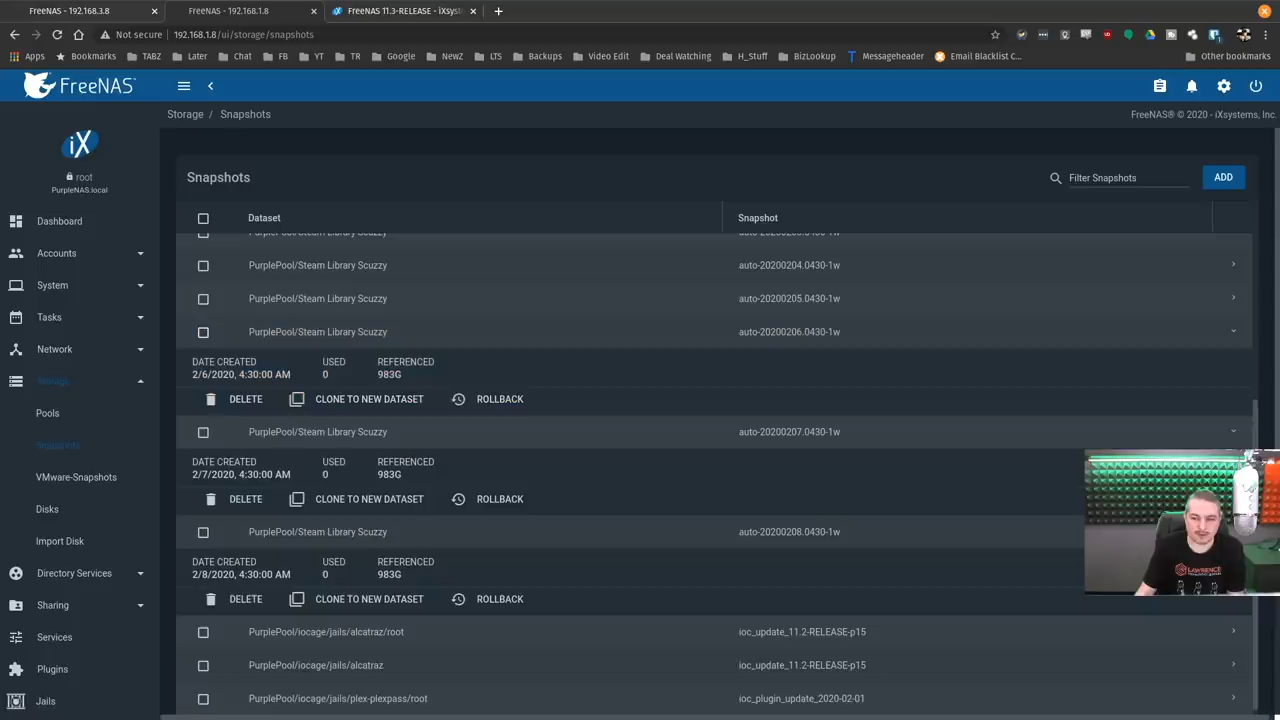 FreeNAS - 192.168.3.8
FreeNAS - 192.168.1.8
FreeNAS 11.3-RELEASE - iXsyst
Not secure 192.168.1.8/ui/storage/snapshots
Apps Bookmarks TABZ Later Chat FB YT TR Google NewZ LTS Backups Video Edit Deal Watching H_Stuff BizLookup Messageheader Email Blacklist C... Other bookmarks
FreeNAS®
Storage / Snapshots
FreeNAS® © 2020 - iXsystems, Inc.
iX
root
PurpleNAS.local
Dashboard
Accounts
System
Tasks
Network
Storage
Pools
Snapshots
VMware-Snapshots
Disks
Import Disk
Directory Services
Sharing
Services
Plugins
Jails
Snapshots
Filter Snapshots
ADD
Dataset Snapshot
PurplePool/Steam Library Scuzzy
PurplePool/Steam Library Scuzzy auto-20200204.0430-1w
PurplePool/Steam Library Scuzzy auto-20200205.0430-1w
PurplePool/Steam Library Scuzzy auto-20200206.0430-1w
DATE CREATED USED REFERENCED
2/6/2020, 4:30:00 AM 0 983G
DELETE CLONE TO NEW DATASET ROLLBACK
PurplePool/Steam Library Scuzzy auto-20200207.0430-1w
DATE CREATED USED REFERENCED
2/7/2020, 4:30:00 AM 0 983G
DELETE CLONE TO NEW DATASET ROLLBACK
PurplePool/Steam Library Scuzzy auto-20200208.0430-1w
DATE CREATED USED REFERENCED
2/8/2020, 4:30:00 AM 0 983G
DELETE CLONE TO NEW DATASET ROLLBACK
PurplePool/iocage/jails/alcatraz/root ioc_update_11.2-RELEASE-p15
PurplePool/iocage/jails/alcatraz ioc_update_11.2-RELEASE-p15
PurplePool/iocage/jails/plex-plexpass/root ioc_plugin_update_2020-02-01
LAWRENCE